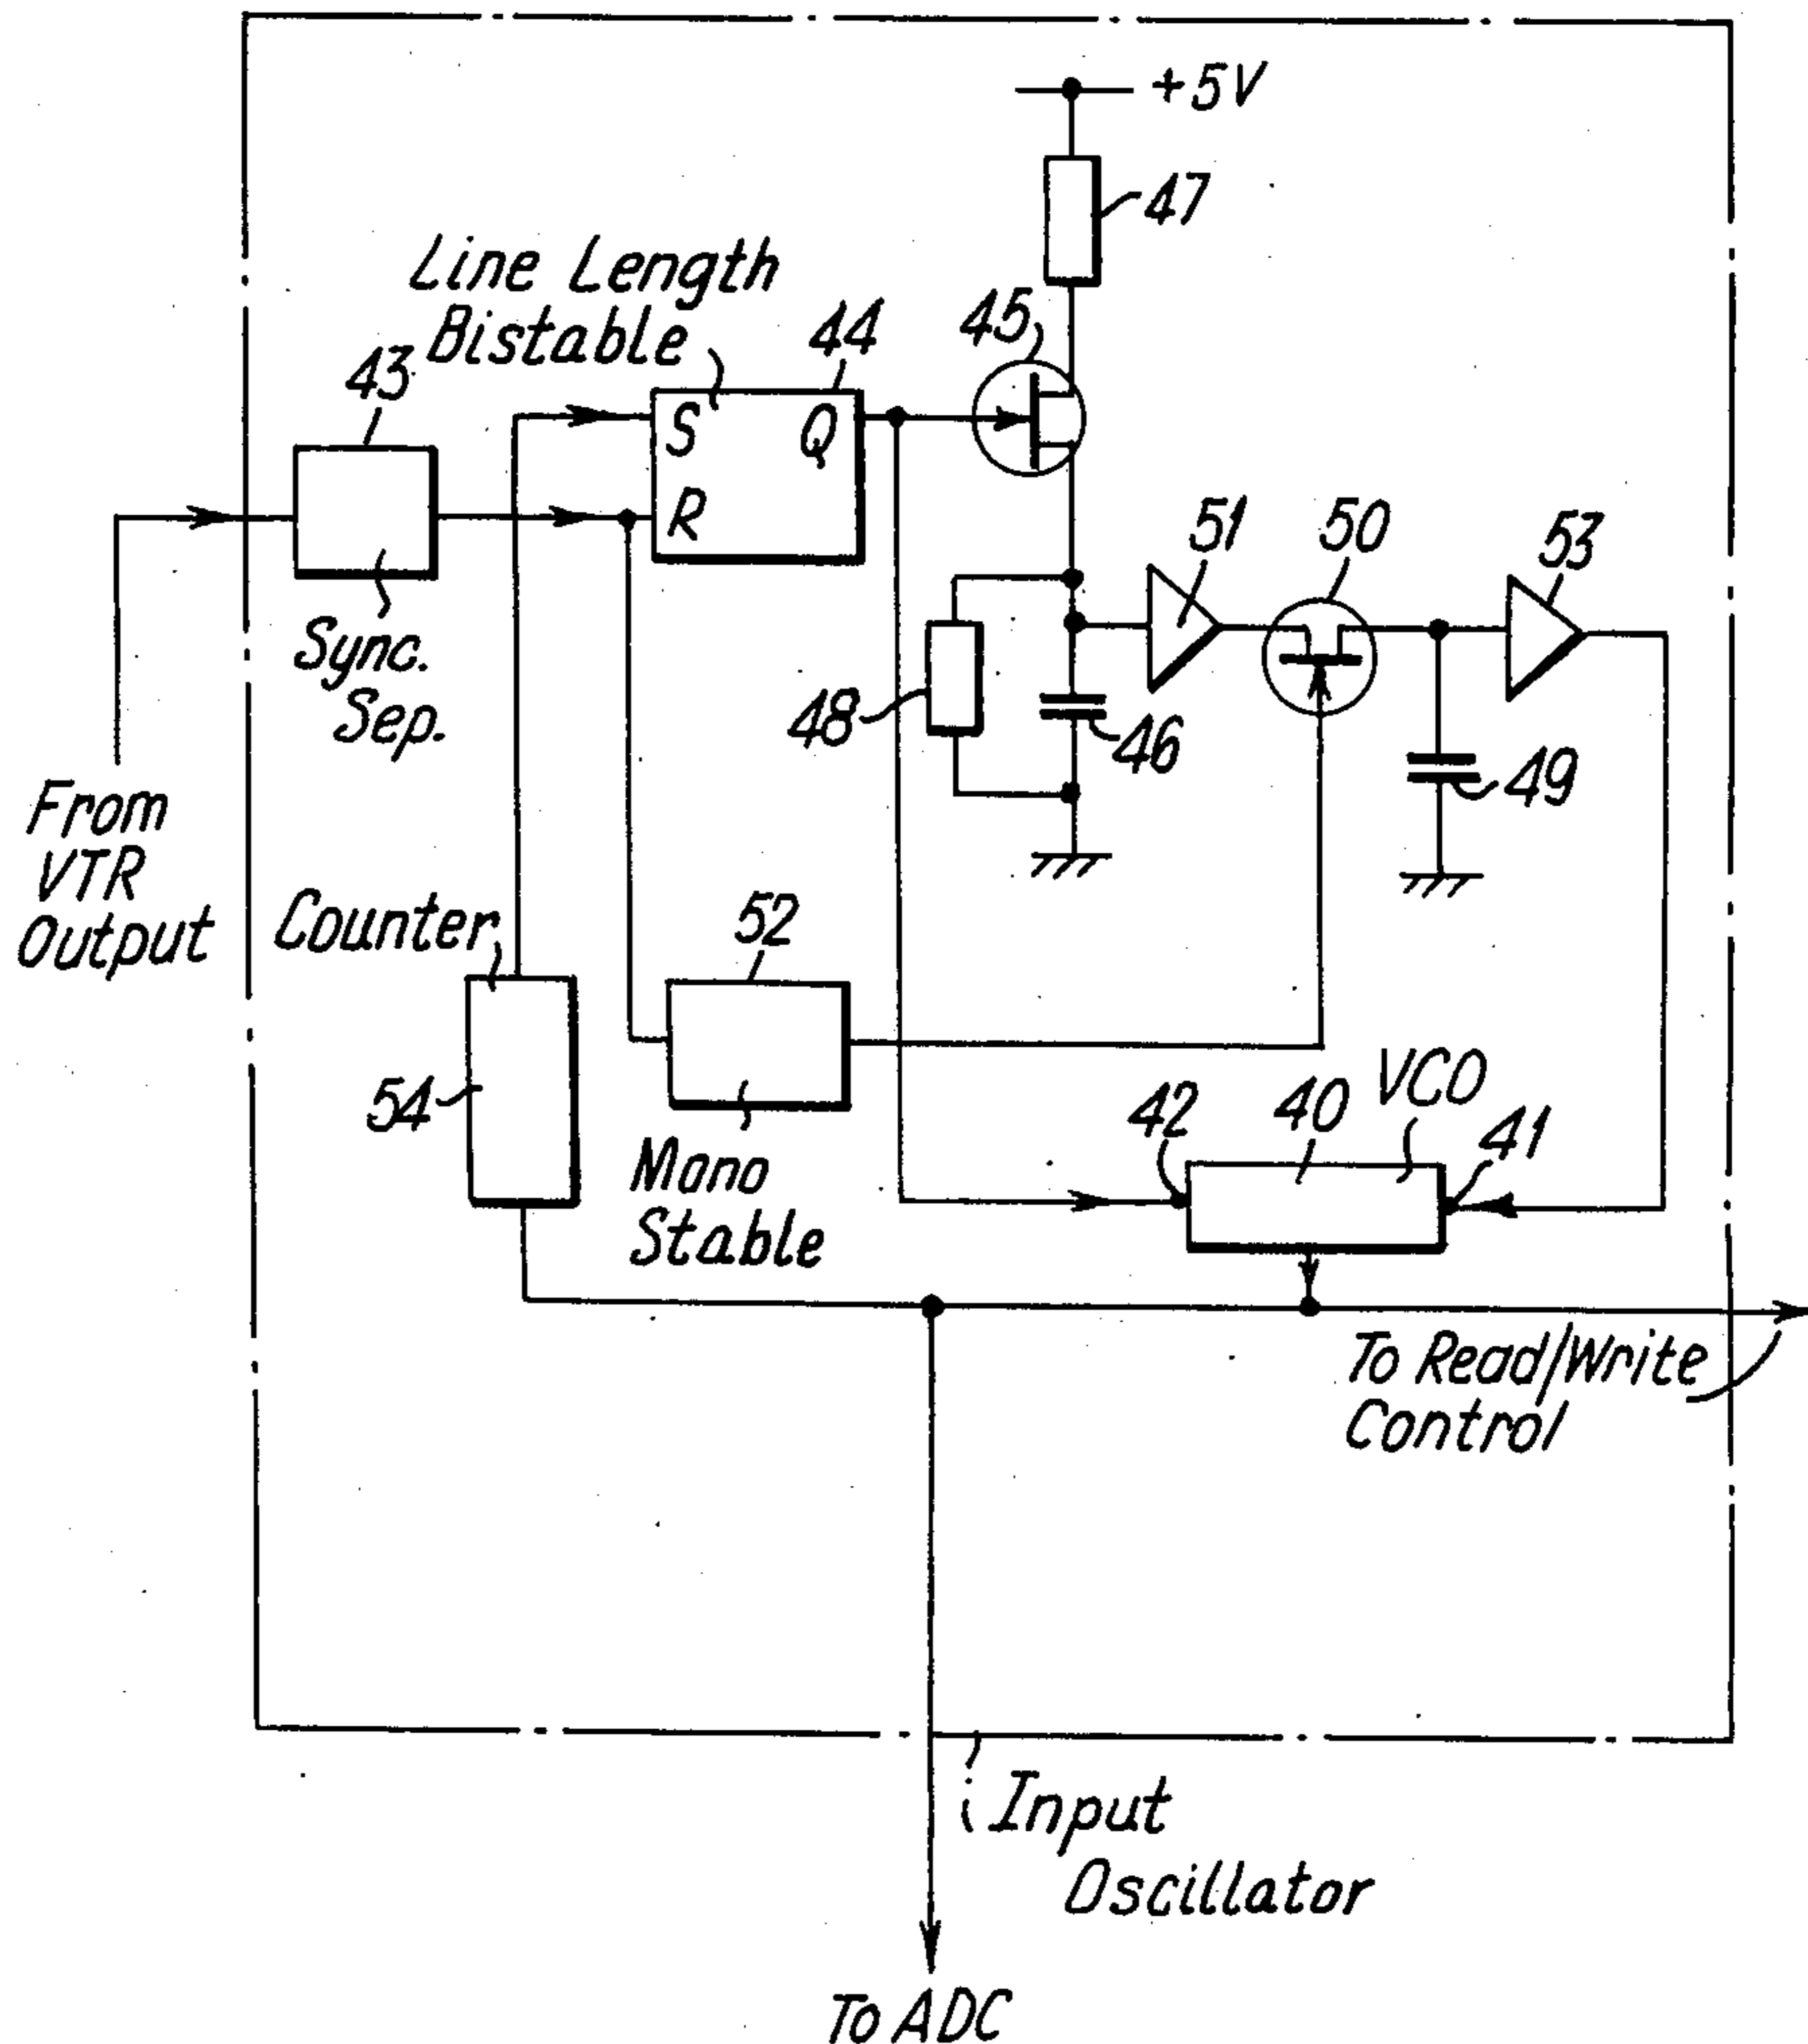 +5V
47
Line Length
Bistable
44
45
43
S
Q
R
51
50
53
Sync.
Sep.
48
46
49
From
VTR
Output
Counter
52
54
42
40
VCO
41
Mono
Stable
To Read/Write
Control
Input
Oscillator
To ADC